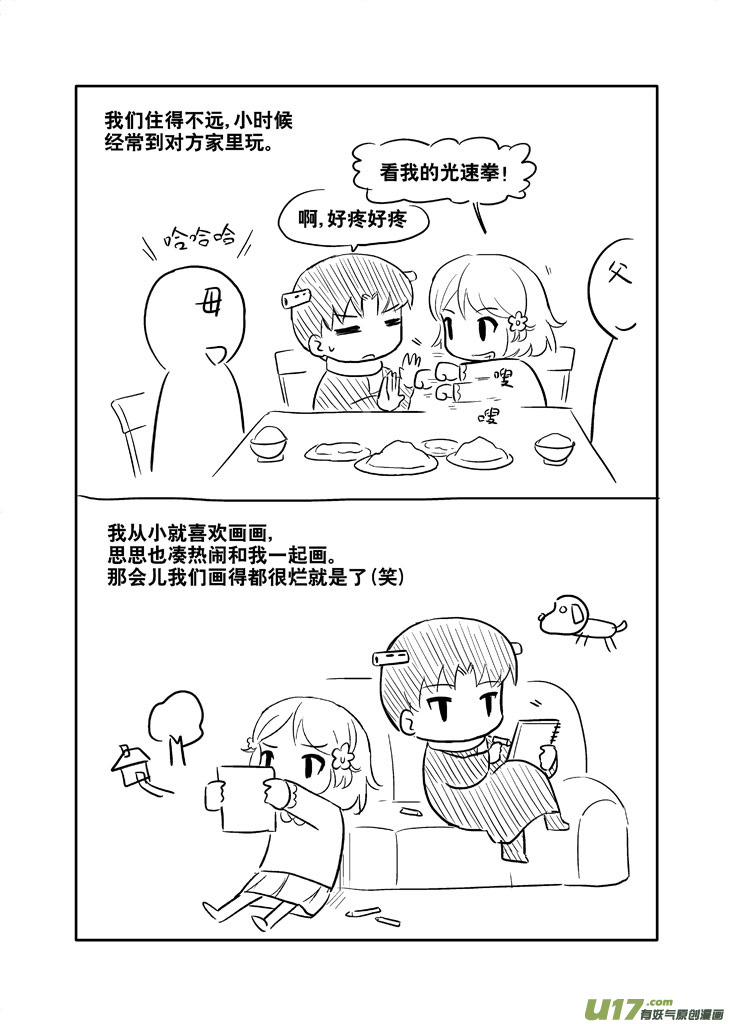 我们住得不远,小时候
经常到对方家里玩。
看我的光速拳!
啊,好疼好疼
哈哈哈
母
父
嗖
嗖
我从小就喜欢画画,
思思也凑热闹和我一起画。
那会儿我们画得都很烂就是了(笑)
U17.com
有妖气原创漫画